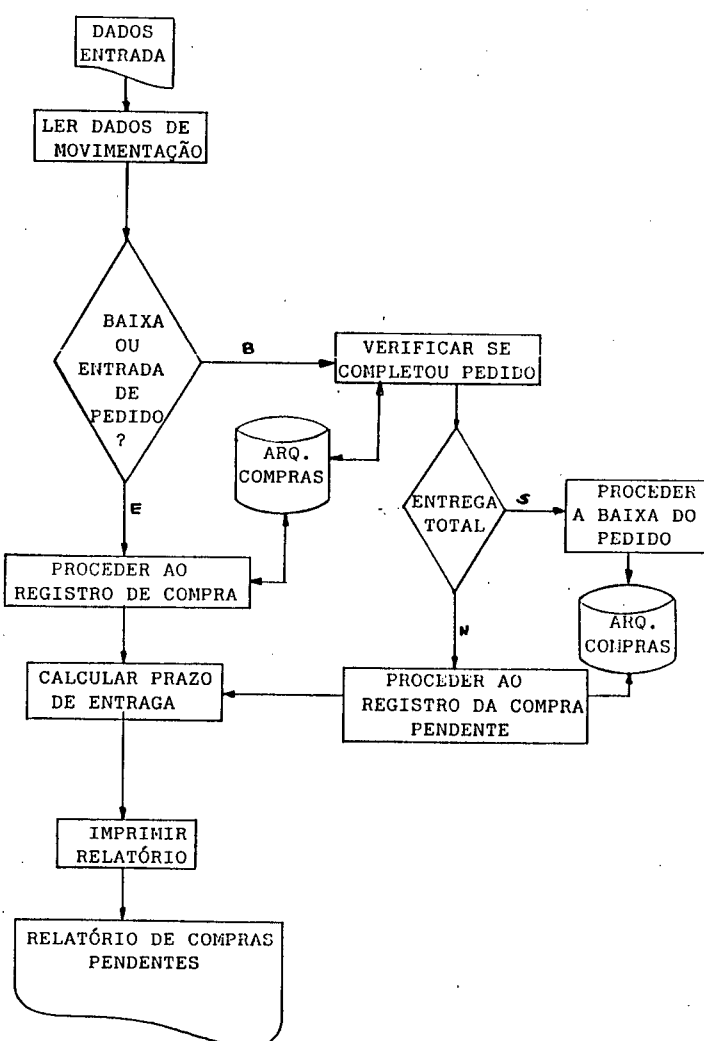 DADOS
ENTRADA
LER DADOS DE
MOVIMENTAÇÃO
BAIXA
OU
ENTRADA
DE
PEDIDO
?
B
VERIFICAR SE
COMPLETOU PEDIDO
ARQ.
COMPRAS
ENTREGA
TOTAL
S
PROCEDER
A BAIXA DO
PEDIDO
ARQ.
COMPRAS
E
PROCEDER AO
REGISTRO DE COMPRA
N
CALCULAR PRAZO
DE ENTRAGA
PROCEDER AO
REGISTRO DA COMPRA
PENDENTE
IMPRIMIR
RELATÓRIO
RELATÓRIO DE COMPRAS
PENDENTES